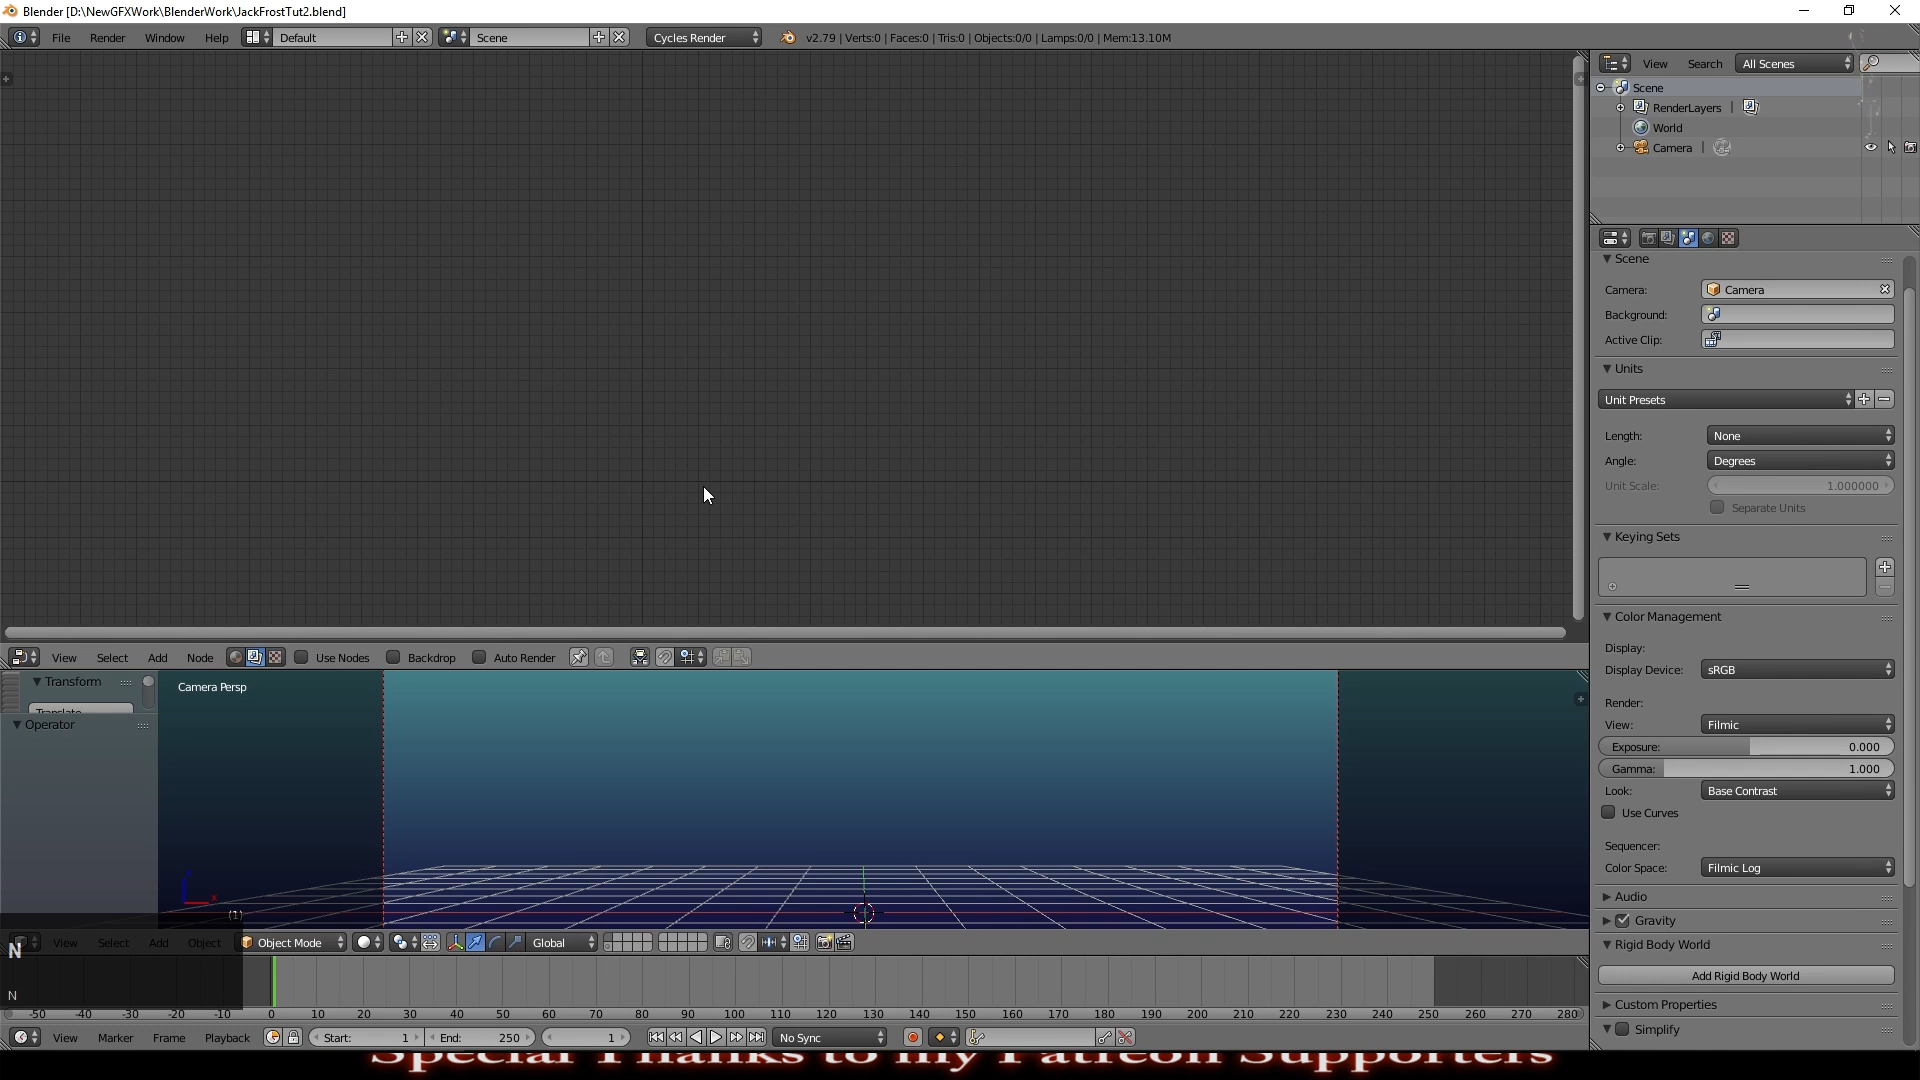 Blender [D:\NewGFXWork\BlenderWork\JackFrostTut2.blend]
File Render Window Help Default Scene Cycles Render v2.79 | Verts:0 | Faces:0 | Tris:0 | Objects:0/0 | Lamps:0/0 | Mem:13.10M
View Search All Scenes
Scene
RenderLayers |
World
Camera |
Scene
Camera: Camera
Background:
Active Clip:
Units
Unit Presets
Length: None
Angle: Degrees
Unit Scale: 1.000000
Separate Units
Keying Sets
Color Management
Display:
Display Device: sRGB
Render:
View: Filmic
Exposure: 0.000
Gamma: 1.000
Look: Base Contrast
Use Curves
Sequencer:
Color Space: Filmic Log
Audio
Gravity
Rigid Body World
Add Rigid Body World
Custom Properties
Simplify
View Select Add Node Use Nodes Backdrop Auto Render
Transform
Translate
Operator
Camera Persp
(1)
View Select Add Object Object Mode Global
N
N
-50 -40 -30 -20 -10 0 10 20 30 40 50 60 70 80 90 100 110 120 130 140 150 160 170 180 190 200 210 220 230 240 250 260 270 280
View Marker Frame Playback Start: 1 End: 250 1 No Sync
Special Thanks to my Patreon Supporters